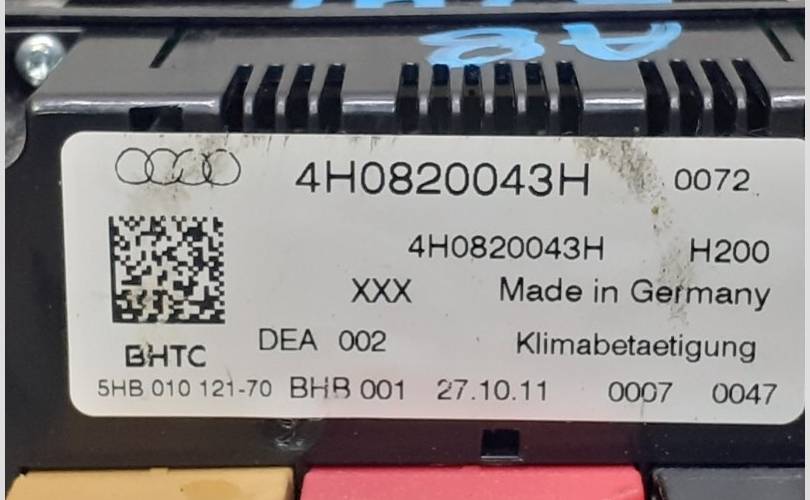 A8
4H0820043H 0072
4H0820043H H200
XXX Made in Germany
BHTC DEA 002 Klimabetaetigung
5HB 010 121-70 BHB 001 27.10.11 0007 0047